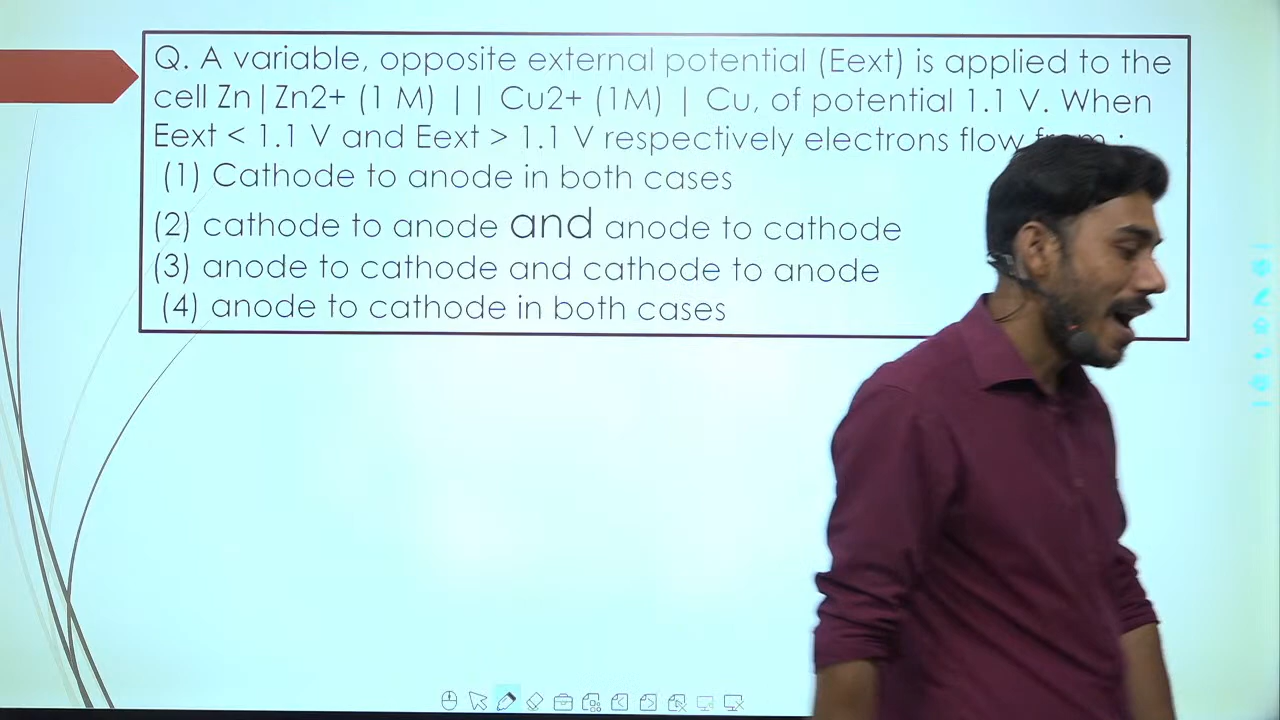 Q. A variable, opposite external potential (Eext) is applied to the
cell Zn|Zn2+ (1 M) || Cu2+ (1M) | Cu, of potential 1.1 V. When
Eext < 1.1 V and Eext > 1.1 V respectively electrons flow from :
(1) Cathode to anode in both cases
(2) cathode to anode and anode to cathode
(3) anode to cathode and cathode to anode
(4) anode to cathode in both cases